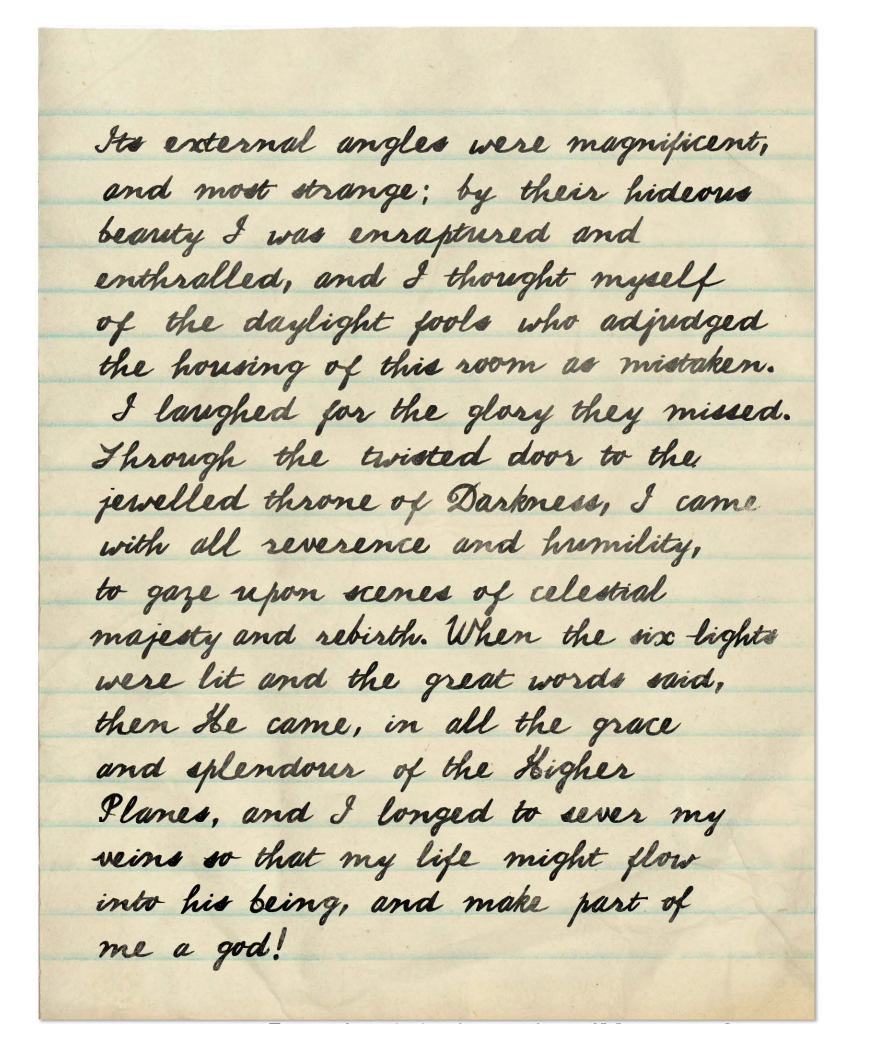 Its external angles were magnificent,
and most strange; by their hideous
beauty I was enraptured and
enthralled, and I thought myself
of the daylight fools who adjudged
the housing of this room as mistaken.
I laughed for the glory they missed.
Through the twisted door to the
jewelled throne of Darkness, I came
with all reverence and humility,
to gaze upon scenes of celestial
majesty and rebirth. When the six lights
were lit and the great words said,
then He came, in all the grace
and splendour of the Higher
Planes, and I longed to sever my
veins so that my life might flow
into his being, and make part of
me a god!